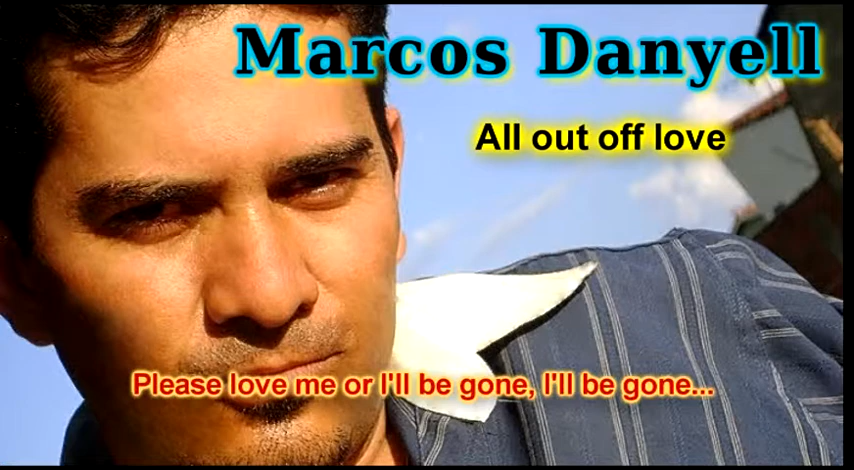 Marcos Danyell
All out off love
Please love me or I'll be gone, I'll be gone...